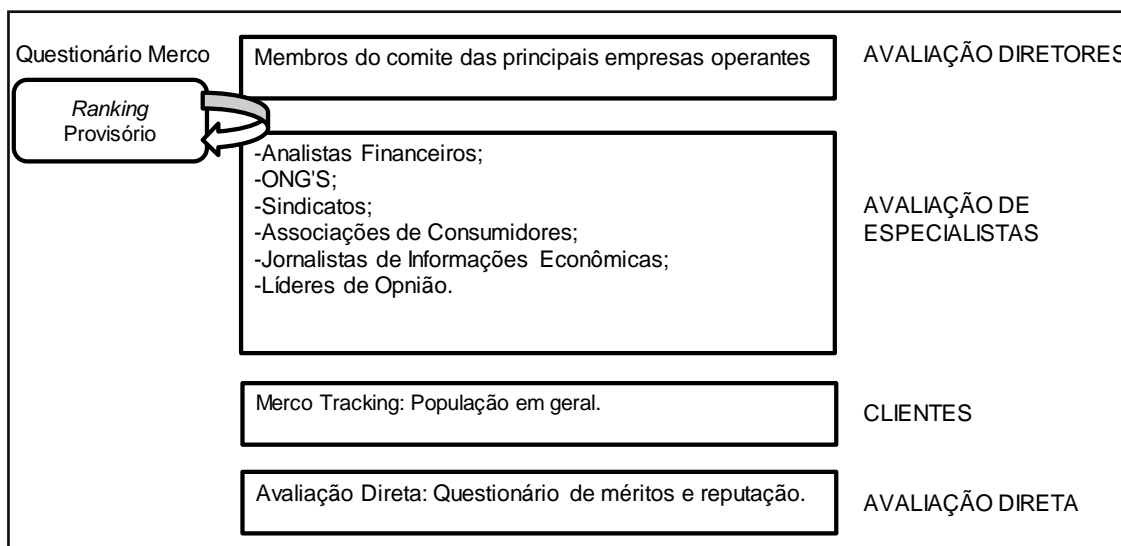 Questionário Merco
Membros do comite das principais empresas operantes
AVALIAÇÃO DIRETORES
Ranking
Provisório
-Analistas Financeiros;
-ONG'S;
-Sindicatos;
-Associações de Consumidores;
-Jornalistas de Informações Econômicas;
-Líderes de Opnião.
AVALIAÇÃO DE
ESPECIALISTAS
Merco Tracking: População em geral.
CLIENTES
Avaliação Direta: Questionário de méritos e reputação.
AVALIAÇÃO DIRETA